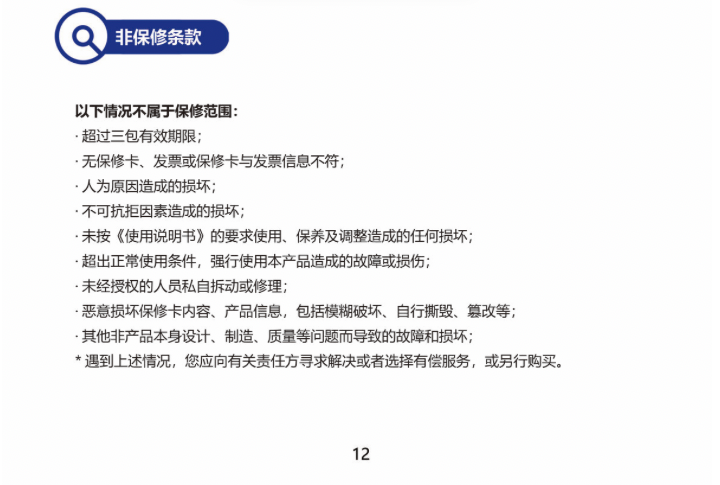 非保修条款
以下情况不属于保修范围：
· 超过三包有效期限；
· 无保修卡、发票或保修卡与发票信息不符；
· 人为原因造成的损坏；
· 不可抗拒因素造成的损坏；
· 未按《使用说明书》的要求使用、保养及调整造成的任何损坏；
· 超出正常使用条件，强行使用本产品造成的故障或损伤；
· 未经授权的人员私自拆动或修理；
· 恶意损坏保修卡内容、产品信息，包括模糊破坏、自行撕毁、篡改等；
· 其他非产品本身设计、制造、质量等问题而导致的故障和损坏；
* 遇到上述情况，您应向有关责任方寻求解决或者选择有偿服务，或另行购买。
12